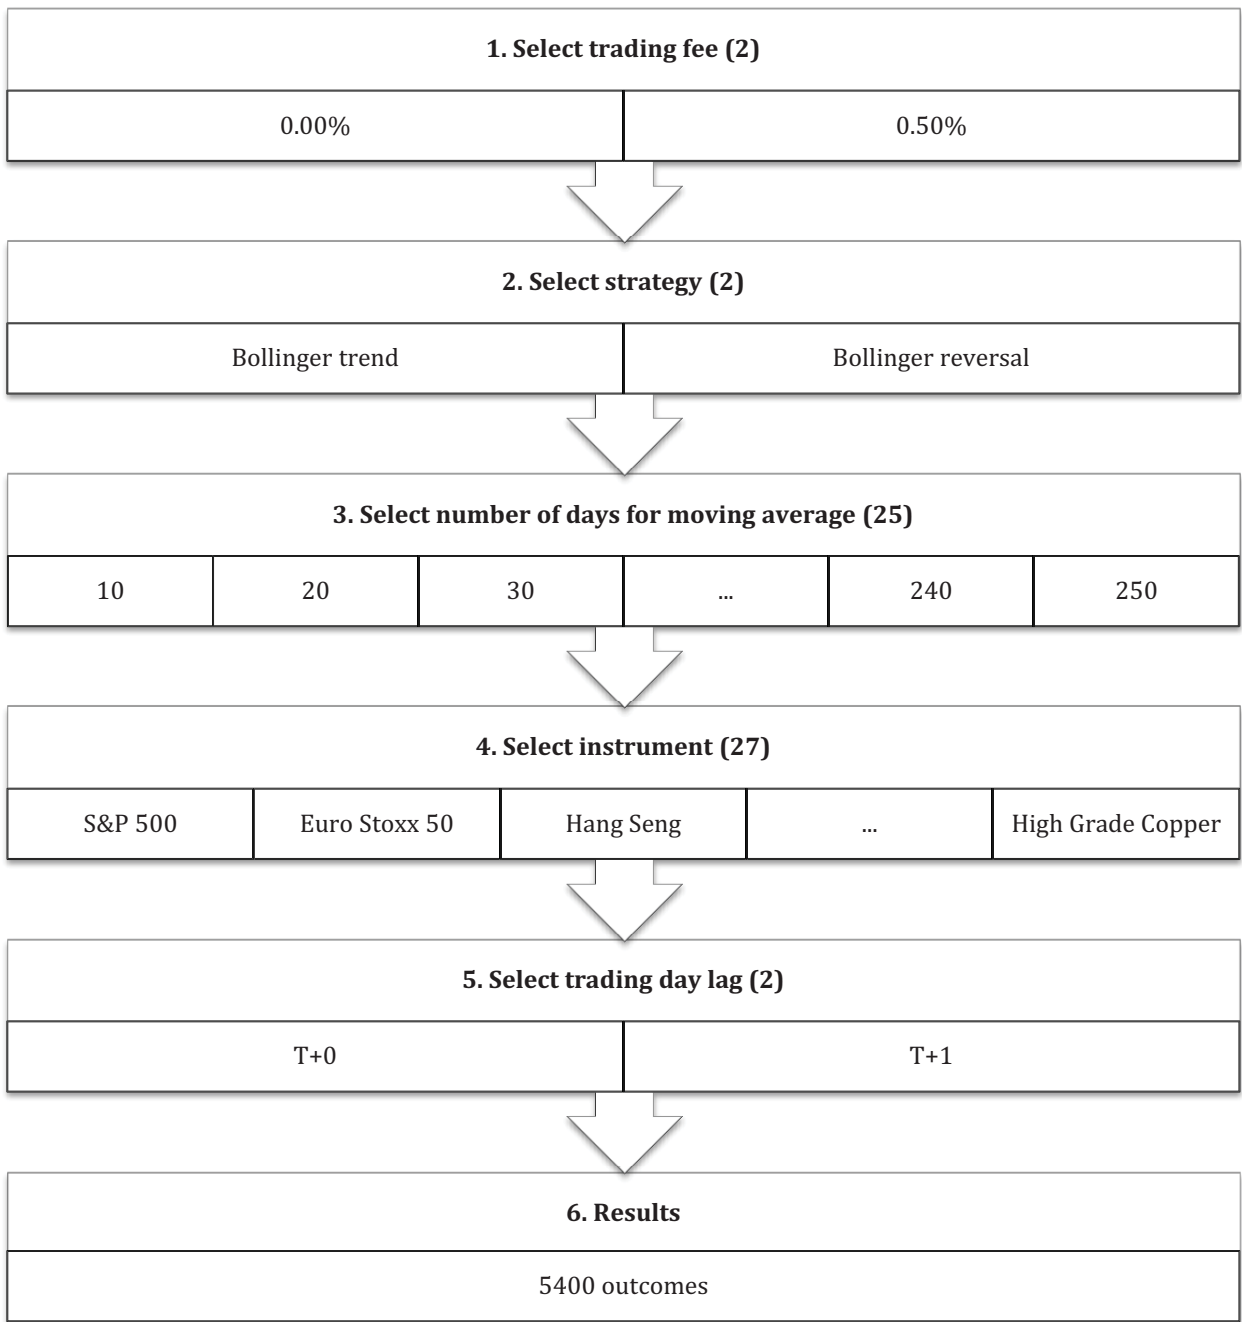 1. Select trading fee (2)
0.00%
0.50%
2. Select strategy (2)
Bollinger trend
Bollinger reversal
3. Select number of days for moving average (25)
10
20
30
...
240
250
4. Select instrument (27)
S&P 500
Euro Stoxx 50
Hang Seng
...
High Grade Copper
5. Select trading day lag (2)
T+0
T+1
6. Results
5400 outcomes